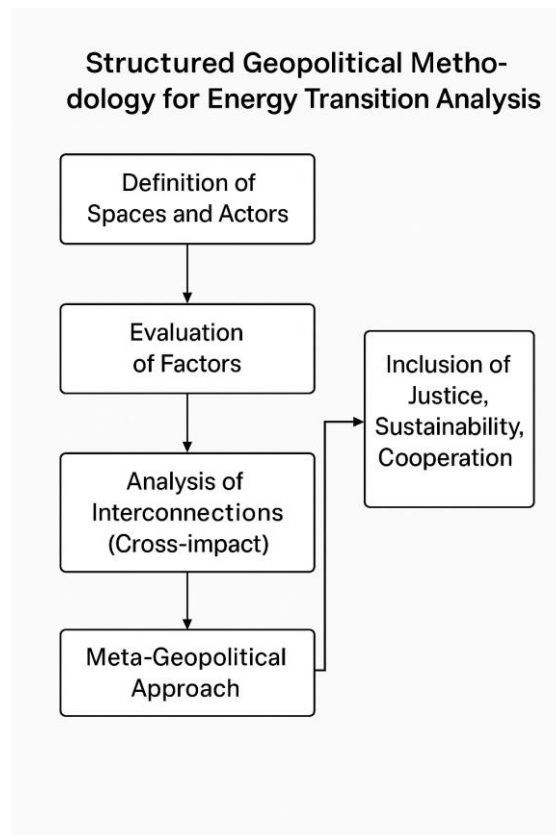 Structured Geopolitical Metho-
dology for Energy Transition Analysis
Definition of
Spaces and Actors
Evaluation
of Factors
Analysis of
Interconnections
(Cross-impact)
Meta-Geopolitical
Approach
Inclusion of
Justice,
Sustainability,
Cooperation